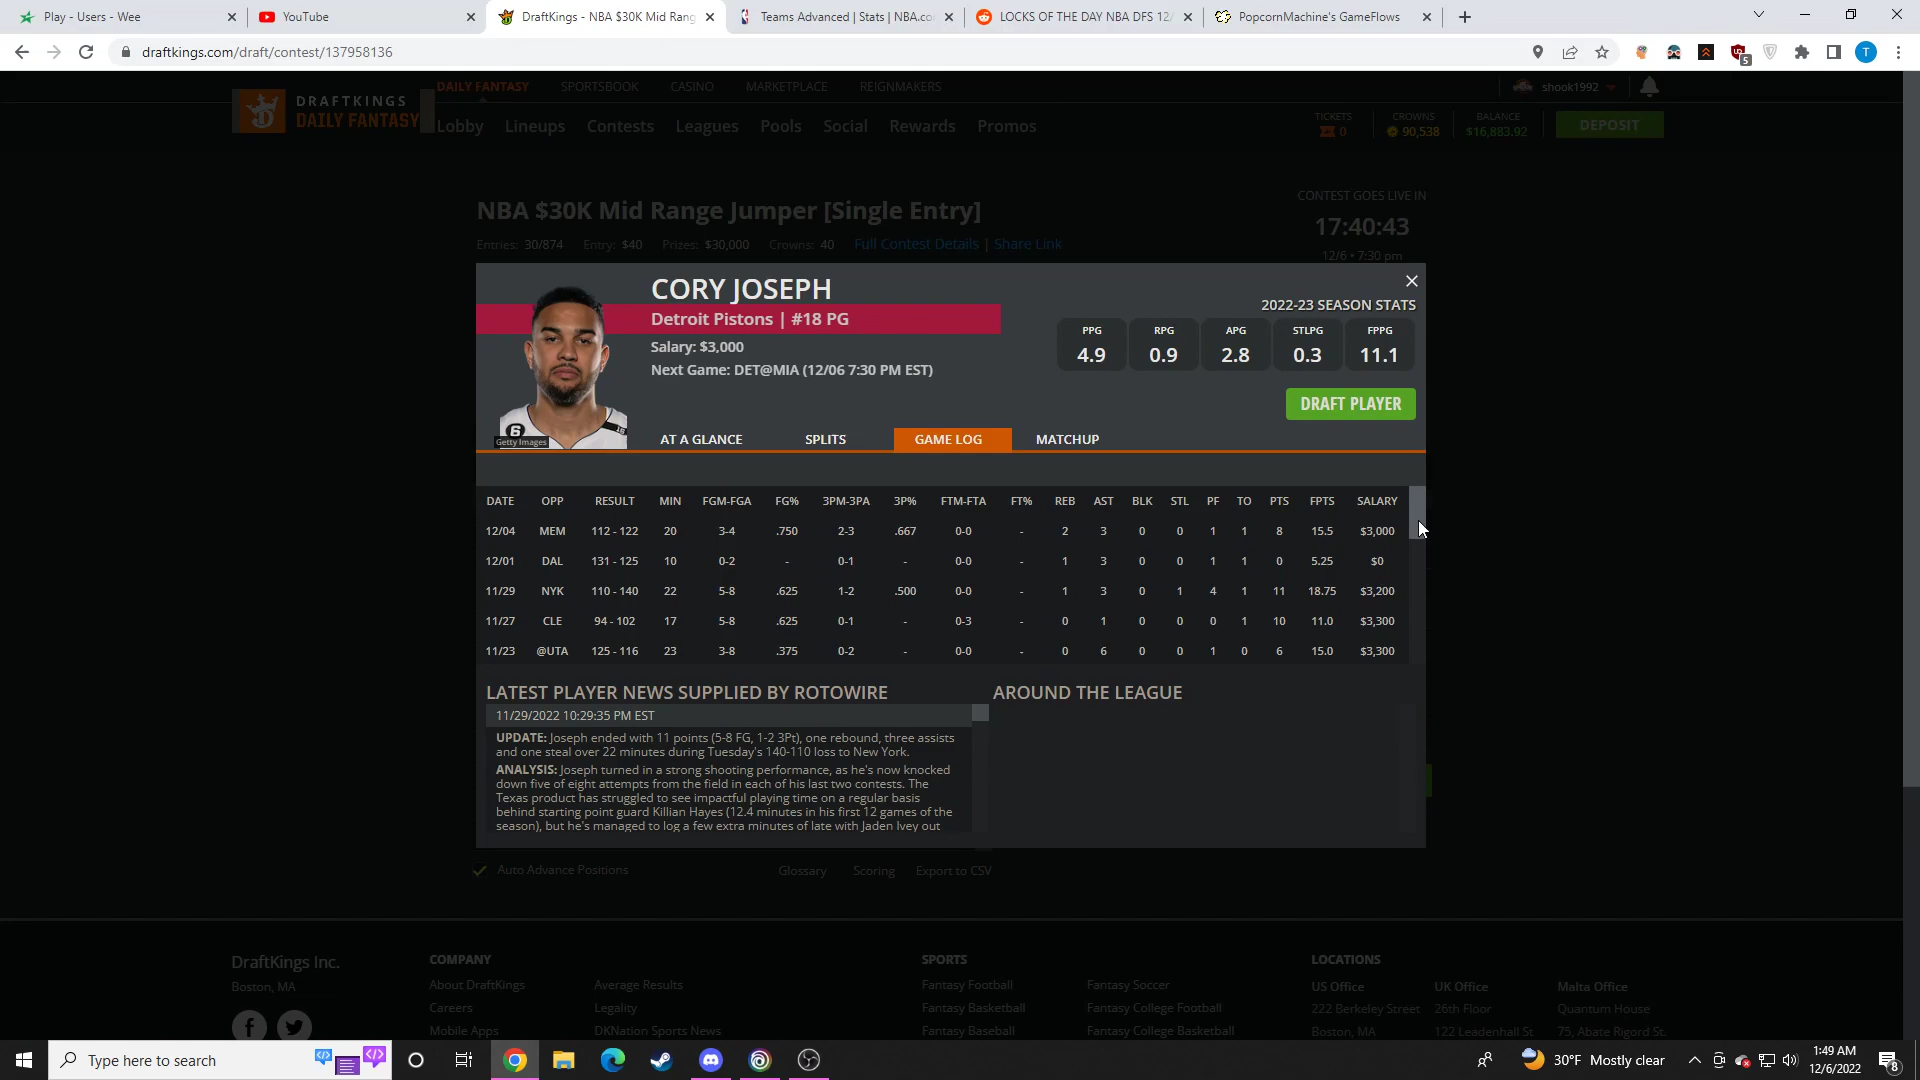 Play - Users - Wee
YouTube
DraftKings - NBA $30K Mid Rang
Teams Advanced | Stats | NBA.co
LOCKS OF THE DAY NBA DFS 12/
PopcornMachine's GameFlows
draftkings.com/draft/contest/137958136
5
T
DRAFTKINGS
DAILY FANTASY
DAILY FANTASY SPORTSBOOK CASINO MARKETPLACE REIGNMAKERS
shook1992
Lobby Lineups Contests Leagues Pools Social Rewards Promos
TICKETS CROWNS BALANCE
0 90,538 $16,883.92
DEPOSIT
NBA $30K Mid Range Jumper [Single Entry]
CONTEST GOES LIVE IN
17:40:43
12/6 • 7:30 pm
Entries: 30/874 Entry: $40 Prizes: $30,000 Crowns: 40 Full Contest Details | Share Link
CORY JOSEPH
Detroit Pistons | #18 PG
Salary: $3,000
Next Game: DET@MIA (12/06 7:30 PM EST)
6
Getty Images
2022-23 SEASON STATS
PPG RPG APG STLPG FPPG
4.9 0.9 2.8 0.3 11.1
DRAFT PLAYER
AT A GLANCE SPLITS GAME LOG MATCHUP
DATE OPP RESULT MIN FGM-FGA FG% 3PM-3PA 3P% FTM-FTA FT% REB AST BLK STL PF TO PTS FPTS SALARY
12/04 MEM 112 - 122 20 3-4 .750 2-3 .667 0-0 - 2 3 0 0 1 1 8 15.5 $3,000
12/01 DAL 131 - 125 10 0-2 - 0-1 - 0-0 - 1 3 0 0 1 1 0 5.25 $0
11/29 NYK 110 - 140 22 5-8 .625 1-2 .500 0-0 - 1 3 0 1 4 1 11 18.75 $3,200
11/27 CLE 94 - 102 17 5-8 .625 0-1 - 0-3 - 0 1 0 0 0 1 10 11.0 $3,300
11/23 @UTA 125 - 116 23 3-8 .375 0-2 - 0-0 - 0 6 0 0 1 0 6 15.0 $3,300
LATEST PLAYER NEWS SUPPLIED BY ROTOWIRE
11/29/2022 10:29:35 PM EST
UPDATE: Joseph ended with 11 points (5-8 FG, 1-2 3Pt), one rebound, three assists
and one steal over 22 minutes during Tuesday's 140-110 loss to New York.
ANALYSIS: Joseph turned in a strong shooting performance, as he's now knocked
down five of eight attempts from the field in each of his last two contests. The
Texas product has struggled to see impactful playing time on a regular basis
behind starting point guard Killian Hayes (12.4 minutes in his first 12 games of the
season), but he's managed to log a few extra minutes of late with Jaden Ivey out
AROUND THE LEAGUE
Auto Advance Positions
Glossary Scoring Export to CSV
DraftKings Inc.
Boston, MA
COMPANY
About DraftKings Average Results
Careers Legality
Mobile Apps DKNation Sports News
SPORTS
Fantasy Football Fantasy Soccer
Fantasy Basketball Fantasy College Football
Fantasy Baseball Fantasy College Basketball
LOCATIONS
US Office UK Office Malta Office
222 Berkeley Street 26th Floor Quantum House
Boston, MA 122 Leadenhall St 75, Abate Rigord St.
Type here to search
30°F Mostly clear
1:49 AM
12/6/2022
8